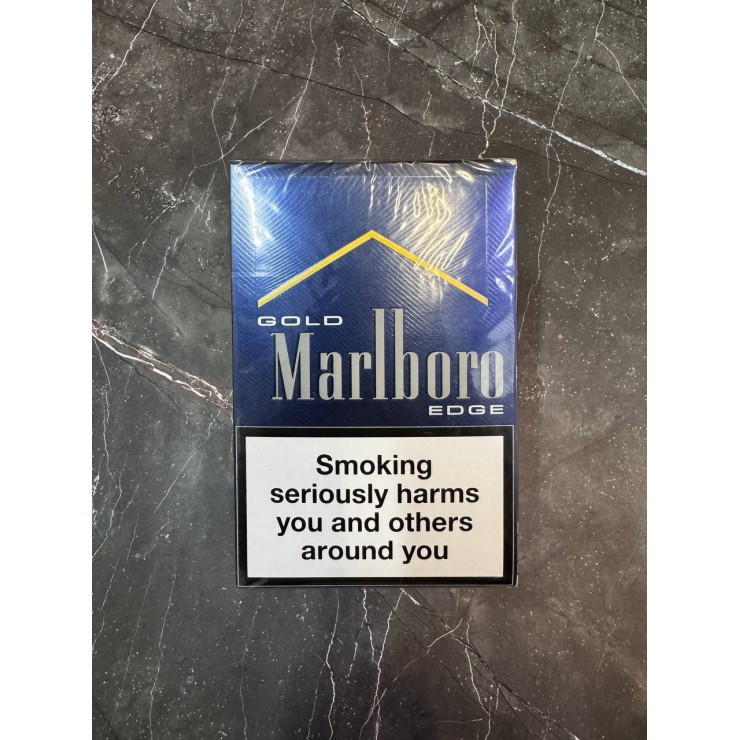 GOLD
Marlboro
EDGE
Smoking
seriously harms
you and others
around you